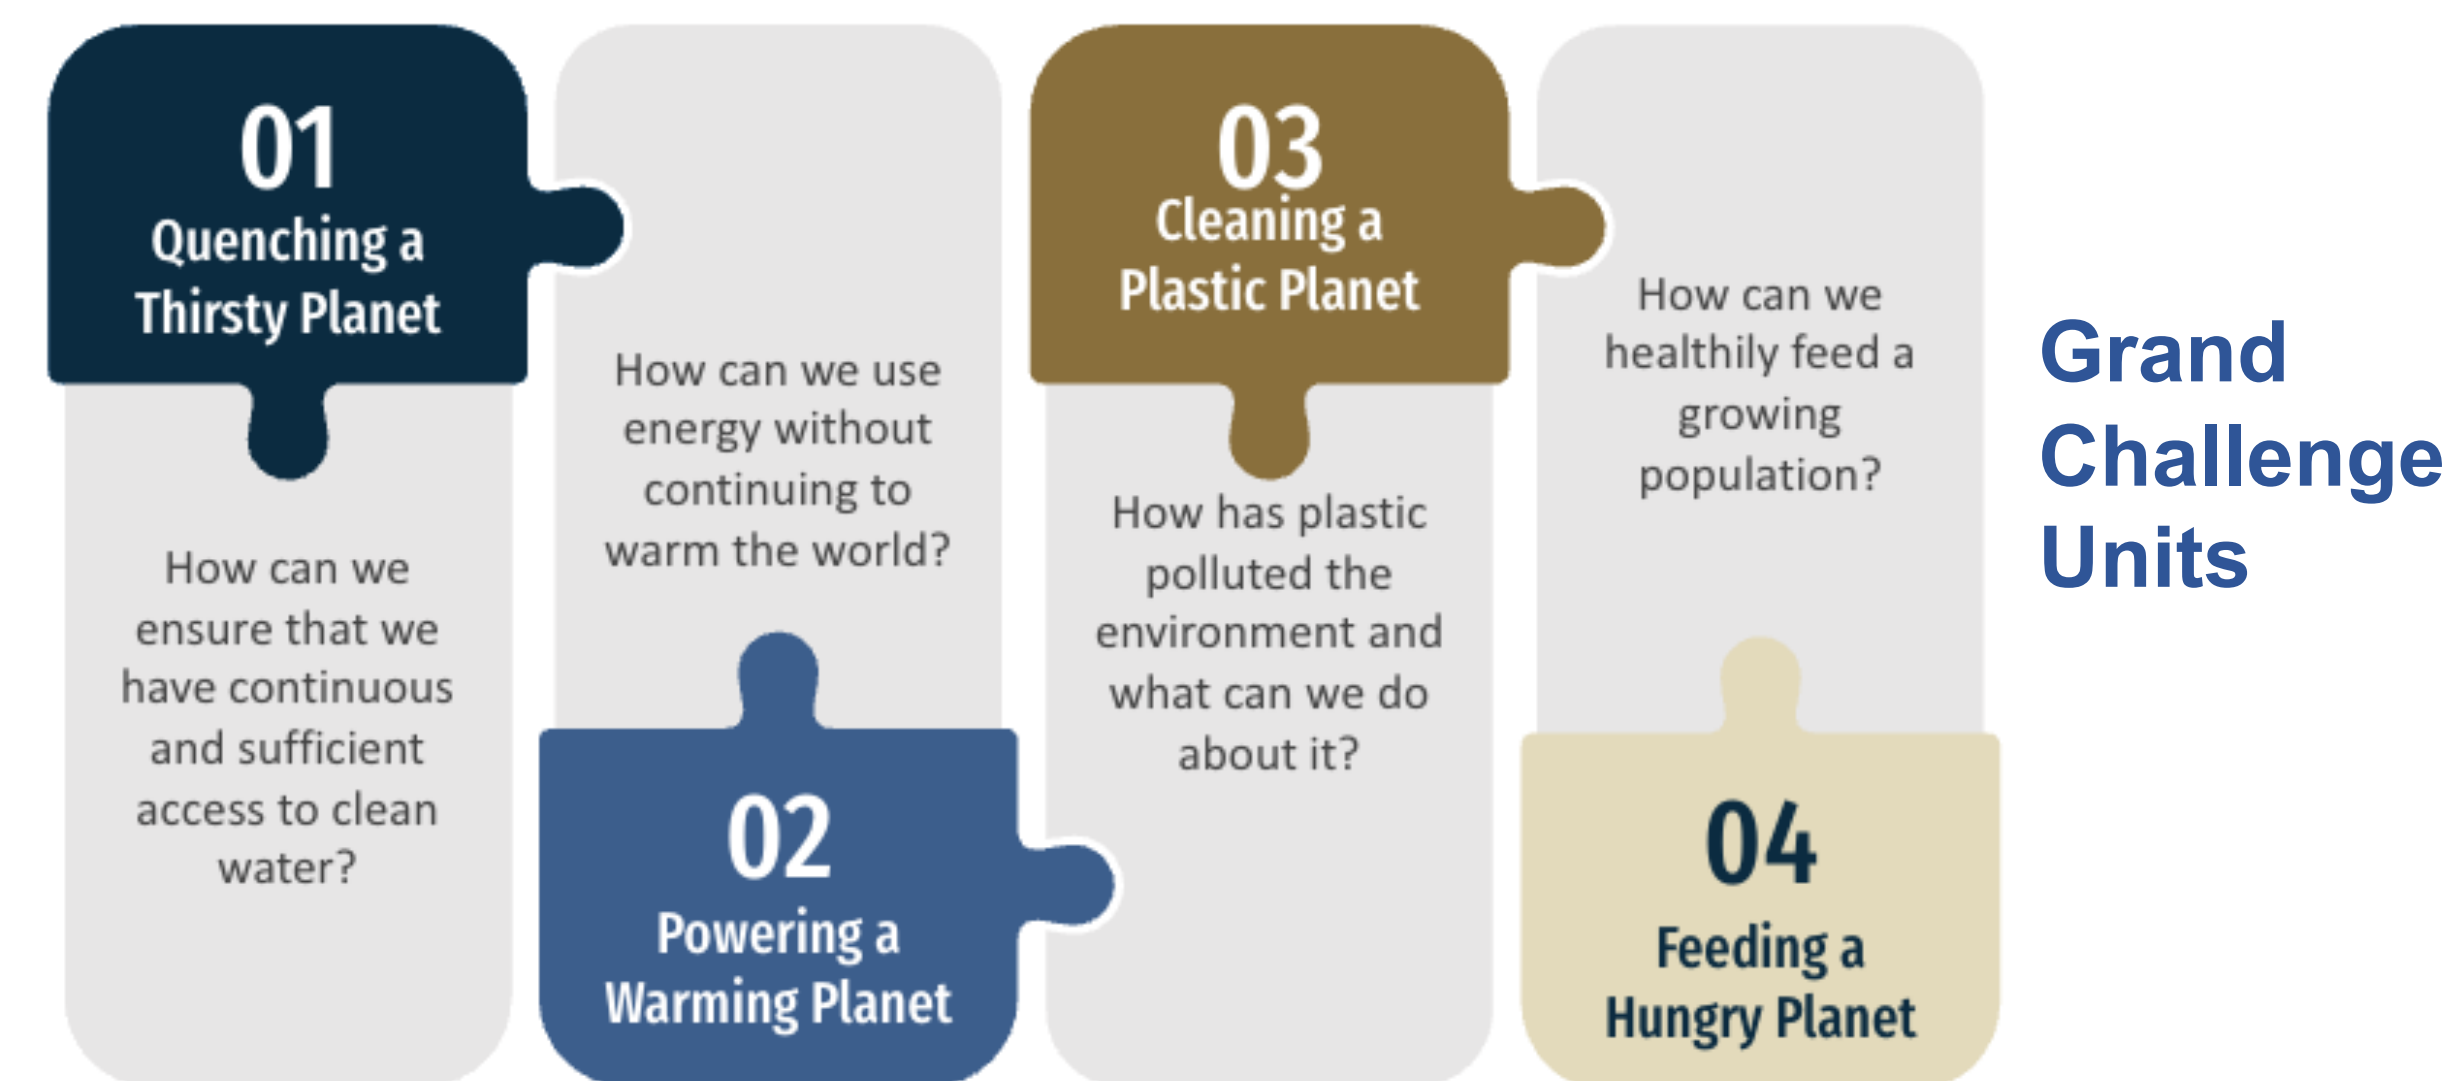 01
Quenching a
Thirsty Planet
How can we
ensure that we
have continuous
and sufficient
access to clean
water?
How can we use
energy without
continuing to
warm the world?
02
Powering a
Warming Planet
03
Cleaning a
Plastic Planet
How has plastic
polluted the
environment and
what can we do
about it?
How can we
healthily feed a
growing
population?
04
Feeding a
Hungry Planet
Grand
Challenge
Units